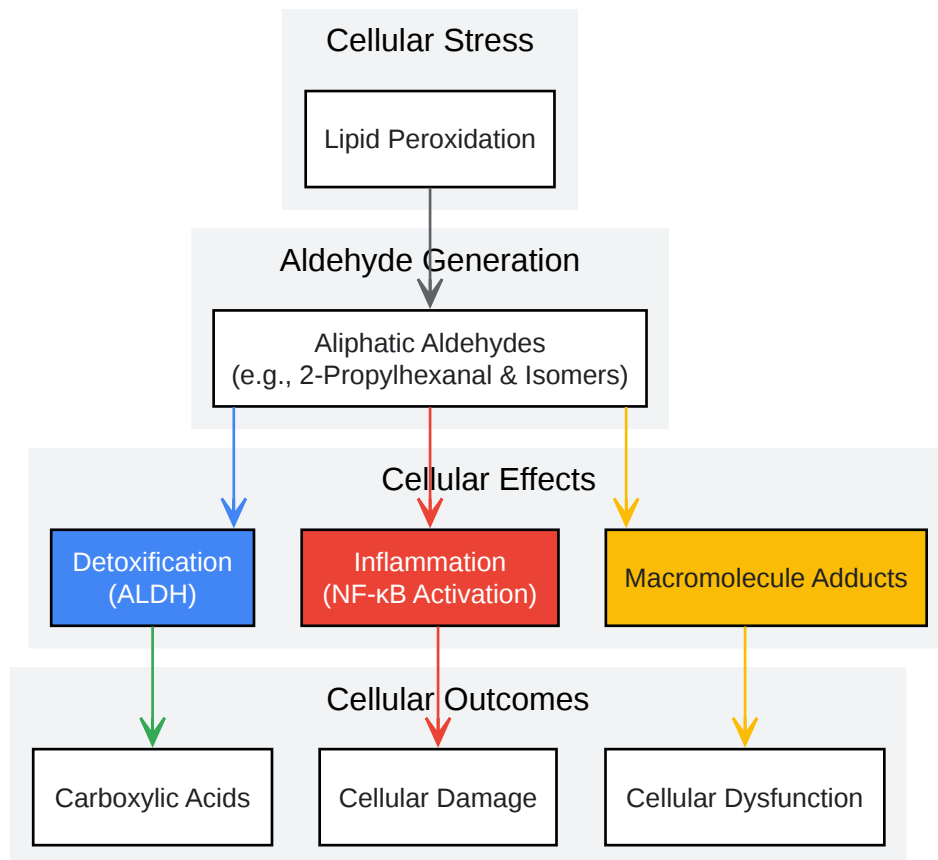 Cellular Stress
Lipid Peroxidation
Aldehyde Generation
Aliphatic Aldehydes
(e.g., 2-Propylhexanal & Isomers)
Cellular Effects
Detoxification
(ALDH)
Inflammation
(NF-κB Activation)
Macromolecule Adducts
Cellular Outcomes
Carboxylic Acids
Cellular Damage
Cellular Dysfunction